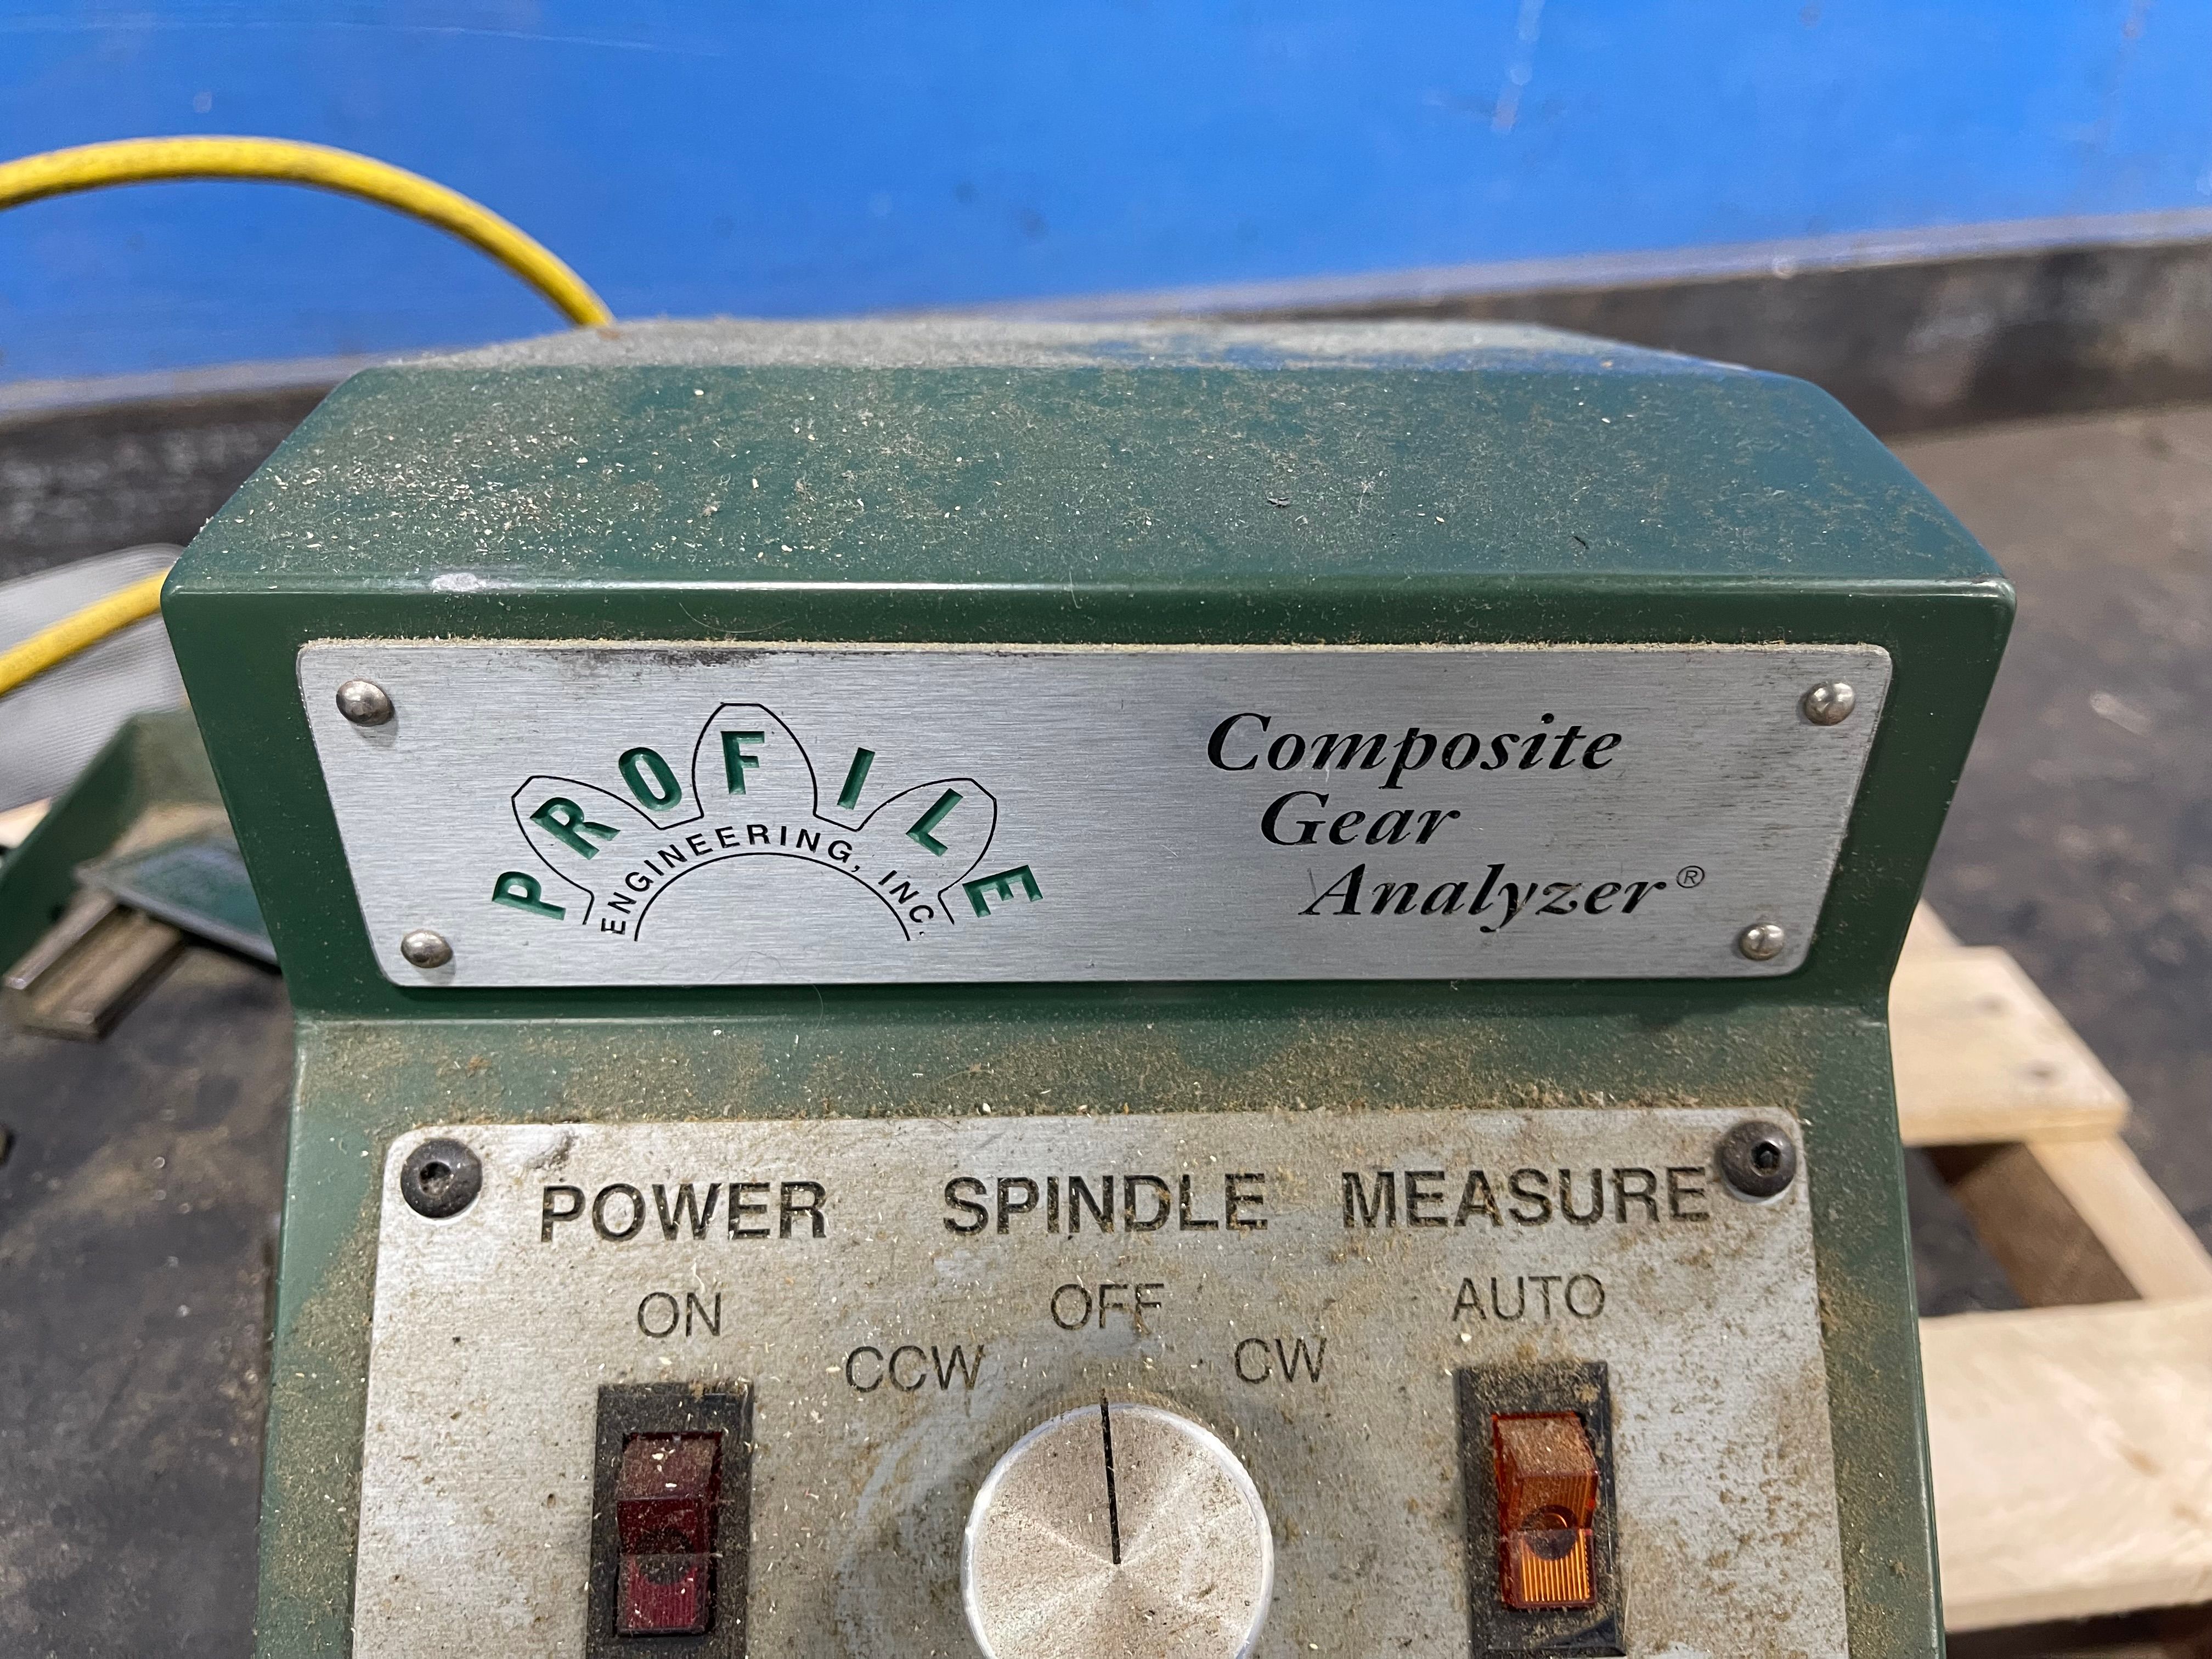 PROFILE
ENGINEERING, INC.
Composite
Gear
Analyzer®
POWER SPINDLE MEASURE
ON OFF AUTO
CCW CW